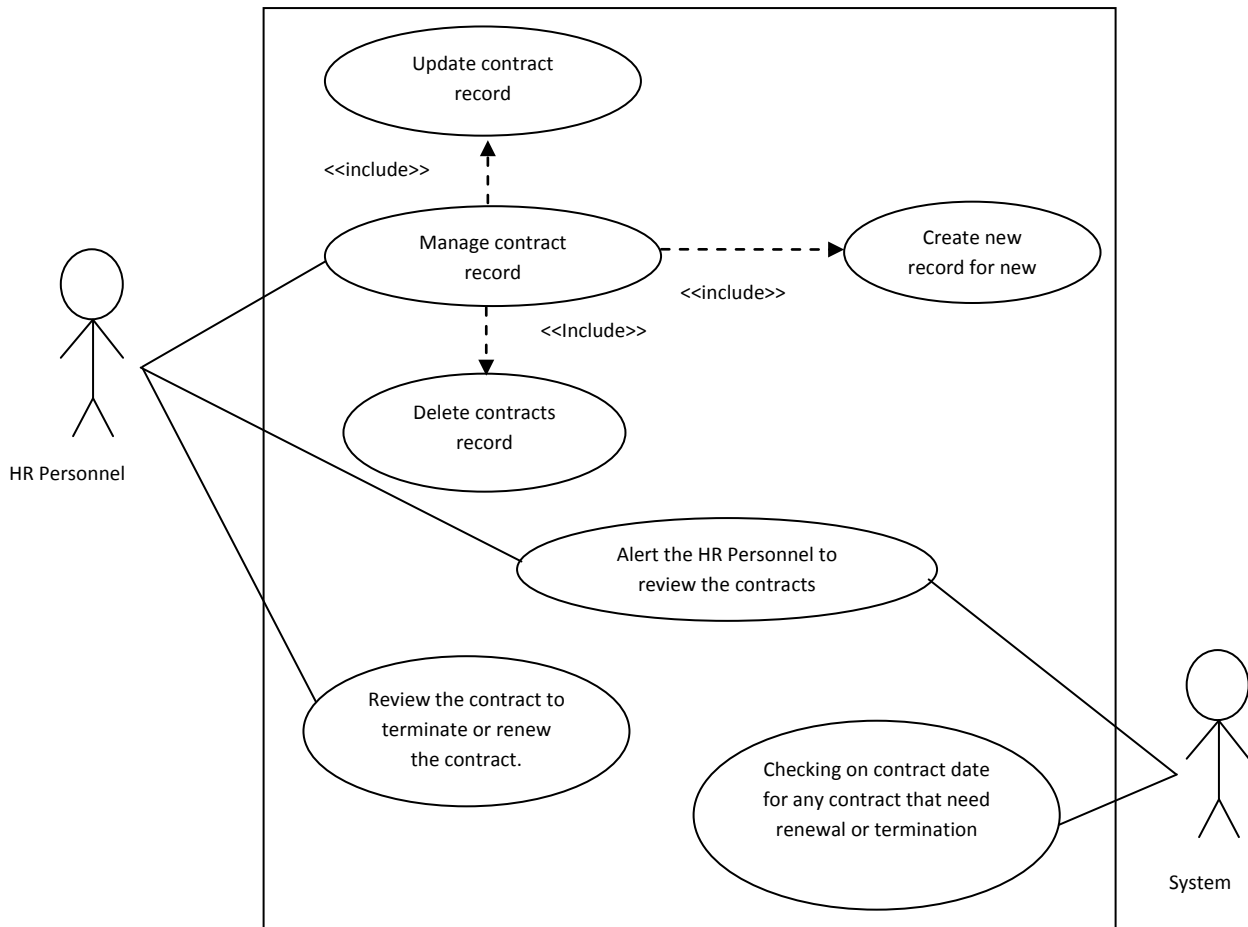 Update contract
record
<<include>>
Manage contract
record
Create new
record for new
<<include>>
<<Include>>
Delete contracts
record
HR Personnel
Alert the HR Personnel to
review the contracts
Review the contract to
terminate or renew
the contract.
Checking on contract date
for any contract that need
renewal or termination
System